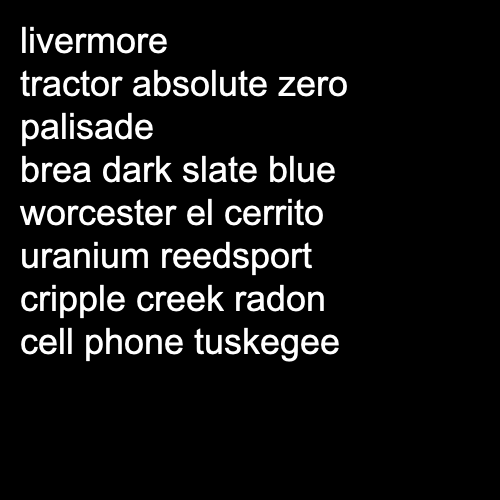 livermore
tractor absolute zero
palisade
brea dark slate blue
worcester el cerrito
uranium reedsport
cripple creek radon
cell phone tuskegee